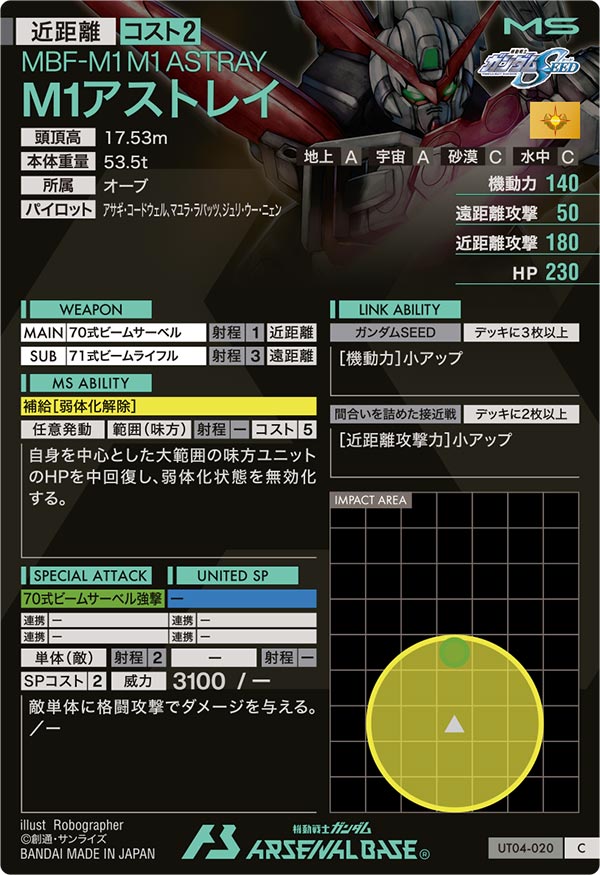 近距離 コスト2 MS
MBF-M1 M1 ASTRAY
M1アストレイ
機動戦士ガンダムSEED
頭頂高 17.53m
本体重量 53.5t
所属 オーブ
パイロット アサギ・コードウェル、マユラ・ラバッツ、ジュリ・ウー・ニェン
地上 A 宇宙 A 砂漠 C 水中 C
機動力 140
遠距離攻撃 50
近距離攻撃 180
HP 230
WEAPON
MAIN 70式ビームサーベル 射程 1 近距離
SUB 71式ビームライフル 射程 3 遠距離
MS ABILITY
補給[弱体化解除]
任意発動 範囲(味方) 射程 ー コスト 5
自身を中心とした大範囲の味方ユニット
のHPを中回復し、弱体化状態を無効化
する。
LINK ABILITY
ガンダムSEED デッキに3枚以上
[機動力]小アップ
間合いを詰めた接近戦 デッキに2枚以上
[近距離攻撃力]小アップ
IMPACT AREA
SPECIAL ATTACK UNITED SP
70式ビームサーベル強撃 ー
連携 ー 連携 ー
連携 ー 連携 ー
単体(敵) 射程 2 ー 射程 ー
SPコスト 2 威力 3100 / ー
敵単体に格闘攻撃でダメージを与える。
/ー
illust Robographer
©創通・サンライズ
BANDAI MADE IN JAPAN
機動戦士ガンダム
AB ARSENAL BASE®
UT04-020 C